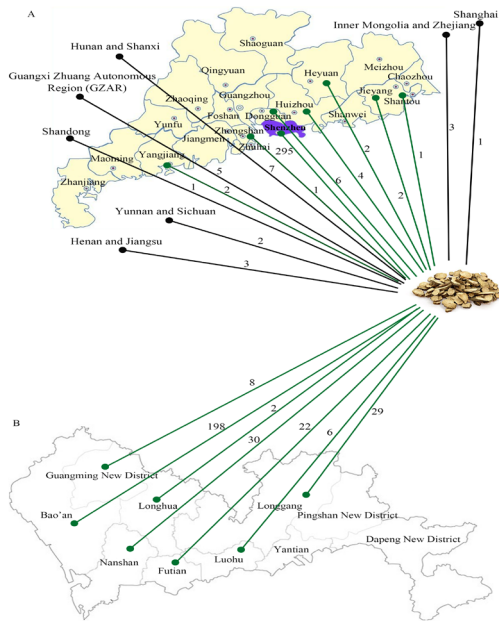 A
Shanghai
Inner Mongolia and Zhejiang
Shaoguan
Hunan and Shanxi
Meizhou
Qingyuan
Heyuan
Chaozhou
Guangxi Zhuang Autonomous
Region (GZAR)
Jieyang
Zhaoqing
Guangzhou
Huizhou
Shantou
Foshan
Dongguan
Shanwei
Yunfu
Zhongshan
Shenzhen
Shandong
Jiangmen
Zhuhai
295
Maoming
Yangjiang
Zhanjiang
5
7
1
6
4
2
2
1
3
1
1
2
Yunnan and Sichuan
2
Henan and Jiangsu
3
B
8
2
198
30
22
6
29
Guangming New District
Longhua
Longgang
Bao’an
Pingshan New District
Nanshan
Futian
Luohu
Yantian
Dapeng New District